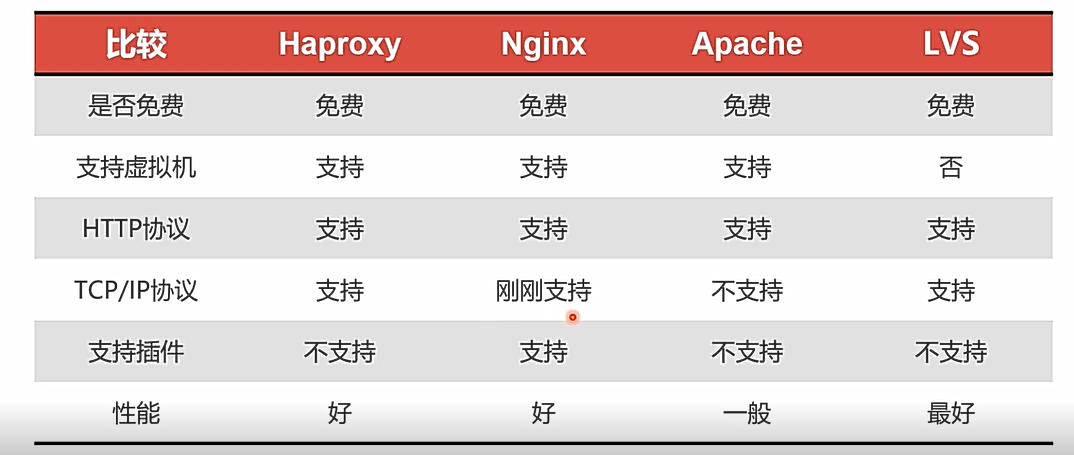 比较 Haproxy Nginx Apache LVS
是否免费 免费 免费 免费 免费
支持虚拟机 支持 支持 支持 否
HTTP协议 支持 支持 支持 支持
TCP/IP协议 支持 刚刚支持 不支持 支持
支持插件 不支持 支持 不支持 不支持
性能 好 好 一般 最好